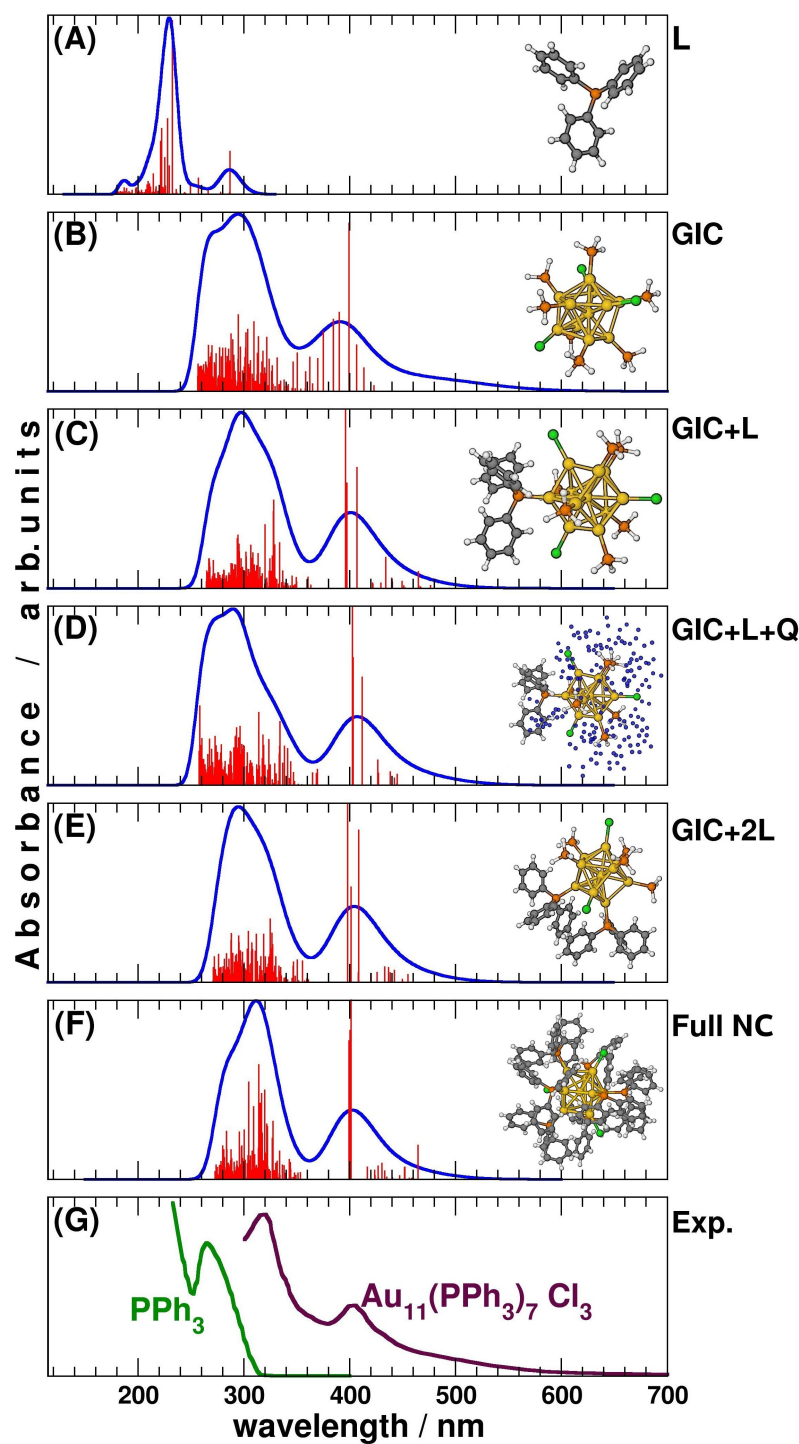 (A)
L
(B)
GIC
(C)
GIC+L
(D)
GIC+L+Q
(E)
GIC+2L
(F)
Full NC
(G)
Exp.
PPh3
Au11(PPh3)7 Cl3
Absorbance / arb.units
200 300 400 500 600 700
wavelength / nm